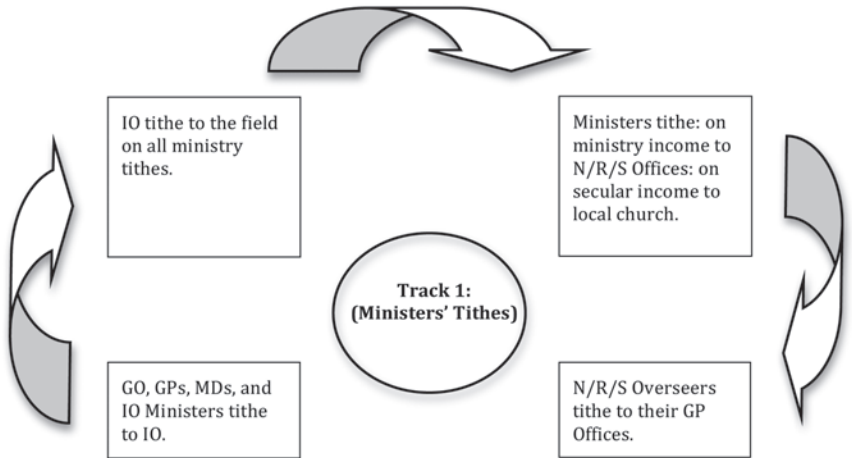 IO tithe to the field
on all ministry
tithes.
Ministers tithe: on
ministry income to
N/R/S Offices: on
secular income to
local church.
Track 1:
(Ministers’ Tithes)
GO, GPs, MDs, and
IO Ministers tithe
to IO.
N/R/S Overseers
tithe to their GP
Offices.